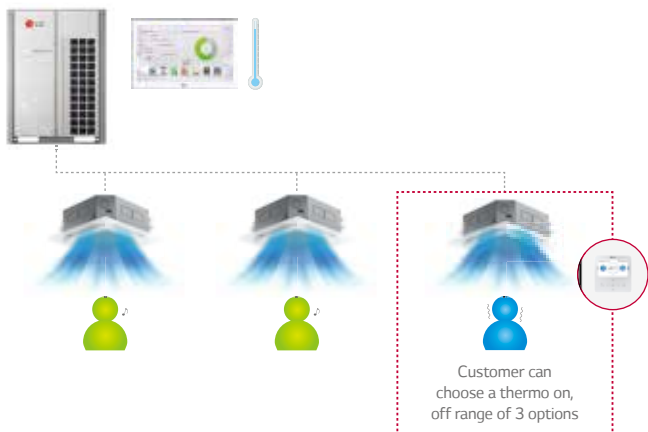 Customer can
choose a thermo on,
off range of 3 options